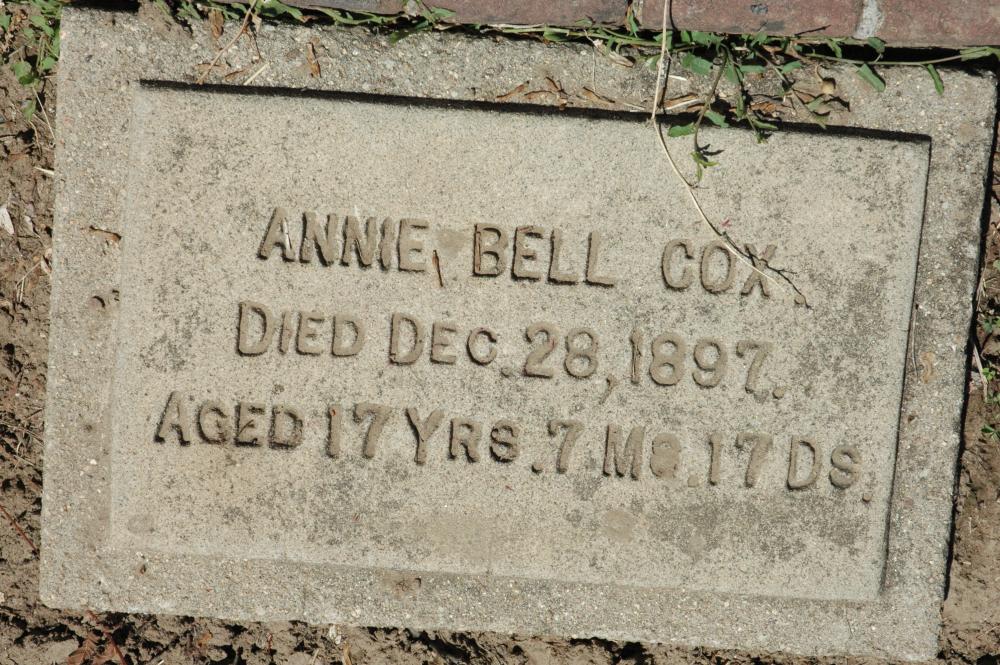 ANNIE BELL COX.
DIED DEC. 28, 1897.
AGED 17 YRS. 7 MS. 17 DS.